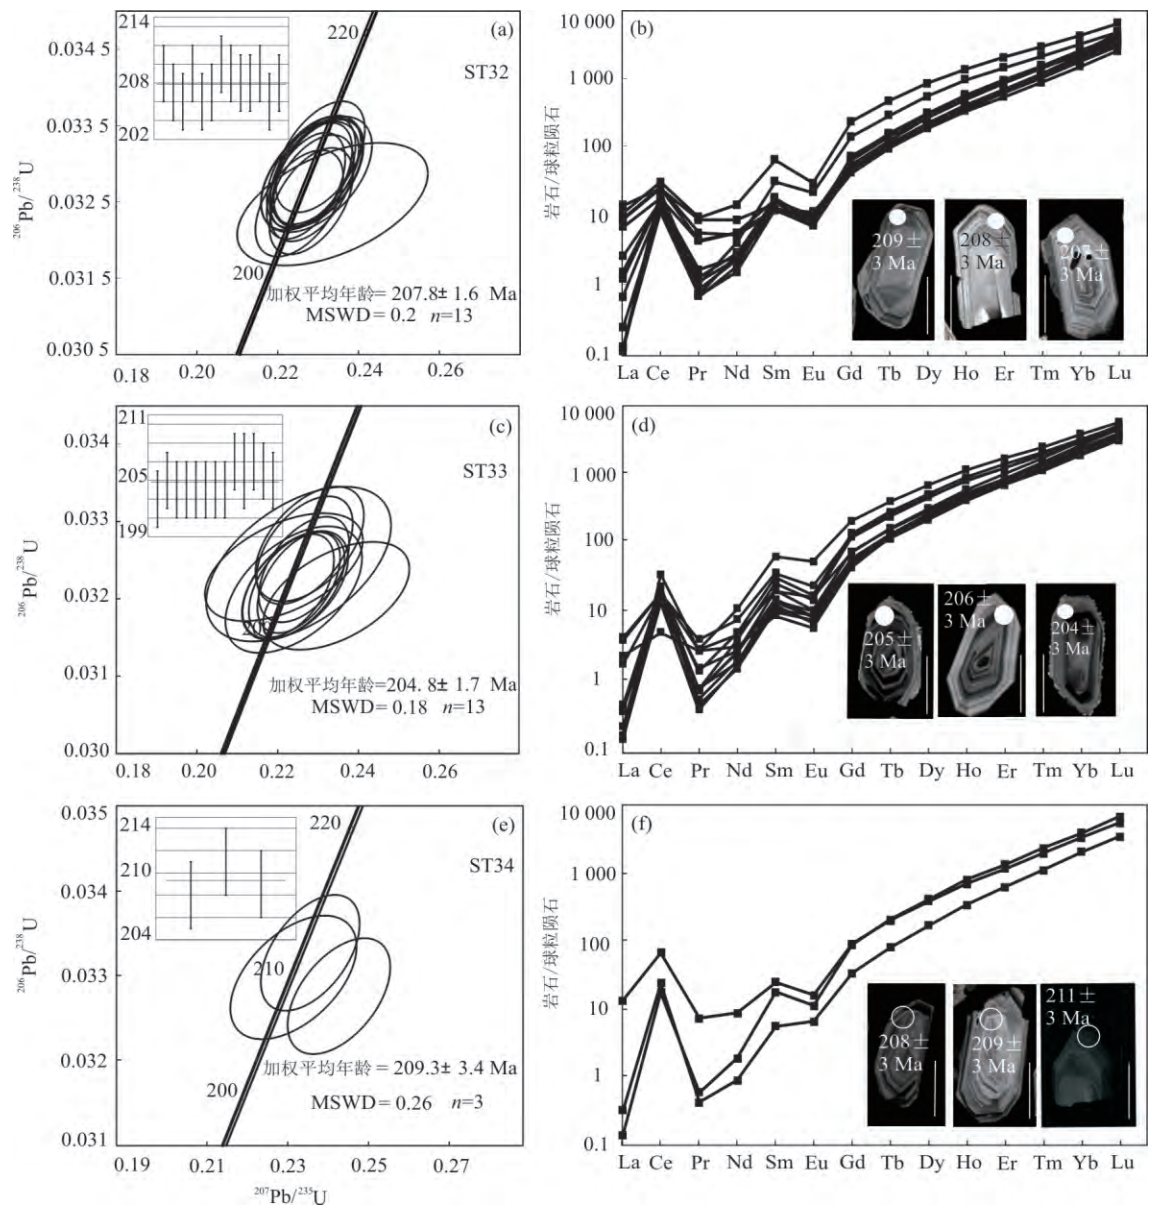 (a)
ST32
214
208
202
220
200
0.034 5
0.033 5
0.032 5
0.031 5
0.030 5
0.18
0.20
0.22
0.24
0.26
²⁰⁶Pb/²³⁸U
加权平均年龄= 207.8± 1.6 Ma
MSWD = 0.2 n=13
(b)
10 000
1 000
100
10
1
0.1
岩石/球粒陨石
209 ±
3 Ma
208 ±
3 Ma
207 ±
3 Ma
La Ce Pr Nd Sm Eu Gd Tb Dy Ho Er Tm Yb Lu
(c)
ST33
211
205
199
0.034
0.033
0.032
0.031
0.030
0.18
0.20
0.22
0.24
0.26
²⁰⁶Pb/²³⁸U
加权平均年龄=204. 8± 1.7 Ma
MSWD = 0.18 n=13
(d)
10 000
1 000
100
10
1
0.1
岩石/球粒陨石
205 ±
3 Ma
206 ±
3 Ma
204 ±
3 Ma
La Ce Pr Nd Sm Eu Gd Tb Dy Ho Er Tm Yb Lu
(e)
ST34
214
210
204
220
210
200
0.035
0.034
0.033
0.032
0.031
0.19
0.21
0.23
0.25
0.27
²⁰⁶Pb/²³⁸U
²⁰⁷Pb/²³⁵U
加权平均年龄 = 209.3± 3.4 Ma
MSWD = 0.26 n=3
(f)
10 000
1 000
100
10
1
0.1
岩石/球粒陨石
208 ±
3 Ma
209 ±
3 Ma
211 ±
3 Ma
La Ce Pr Nd Sm Eu Gd Tb Dy Ho Er Tm Yb Lu